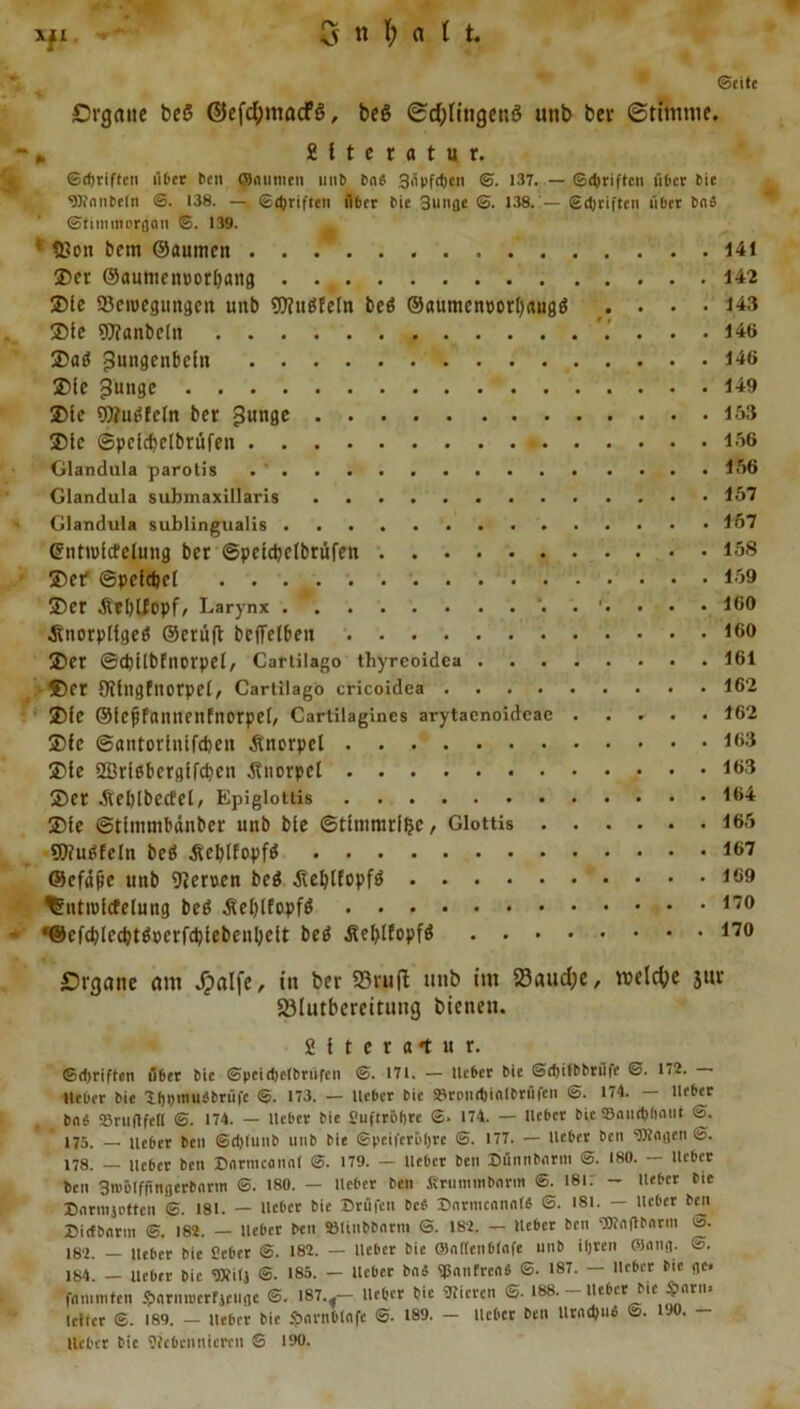 XII. Inhalt.
Seite
Organe des Geschmacks, des Schlingens und der Stimme.
Literatur.
Schriften über den Gaumen und das Zäpfchen S. 137. — Schriften über die
Mandeln S. 138. — Schriften über die Zunge S. 138. — Schriften über das
Stimmorgan S. 139.
Von dem Gaumen . . . 141
Der Gaumenvorhang . . . 142
Die Bewegungen und Mußkeln des Gaumenvorhangs . . . 143
Die Mandeln . . . 146
Das Zungenbein . . . 146
Die Zunge . . . 149
Die Mußkeln der Zunge . . . 153
Die Speichelbrüsen . . . 156
Glandula parotis . . . 156
Glandula submaxillaris . . . 157
Glandula sublingualis . . . 157
Entwickelung der Speicheldrüsen . . . 158
Der Speichel . . . 159
Der Kehlkopf, Larynx . . . 160
Knorpliges Gerüst desselben . . . 160
Der Schildknorpel, Cartilago thyreoidea . . . 161
Der Ringknorpel, Cartilago cricoidea . . . 162
Die Gießkannenknorpel, Cartilagines arytaenoideae . . . 162
Die Santorinischen Knorpel . . . 163
Die Wrisbergischen Knorpel . . . 163
Der Kehldeckel, Epiglottis . . . 164
Die Stimmbänder und die Stimmritze, Glottis . . . 165
Mußkeln des Kehlkopfs . . . 167
Gefäße und Nerven des Kehlkopfs . . . 169
Entwickelung des Kehlkopfs . . . 170
Geschlechtsverschiedenheit des Kehlkopfs . . . 170
Organe am Halse, in der Brust und im Bauche, welche zur
Blutbereitung dienen.
Literatur.
Schriften über die Speicheldrüsen S. 171. — Ueber die Schilddrüse S. 172. —
Ueber die Thymusdrüse S. 173. — Ueber die Bronchialdrüsen S. 174. — Ueber
das Brustfell S. 174. — Ueber die Luftröhre S. 174. — Ueber die Bauchhaut S.
175. — Ueber den Schlund und die Speiseröhre S. 177. — Ueber den Magen S.
178. — Ueber den Darmcanal S. 179. — Ueber den Dünndarm S. 180. — Ueber
den Zwölffingerdarm S. 180. — Ueber den Krummdarm S. 181. — Ueber die
Darmzotten S. 181. — Ueber die Drüsen des Darmcanals S. 181. — Ueber den
Dickdarm S. 182. — Ueber den Blinddarm S. 182. — Ueber den Mastdarm S.
182. — Ueber die Leber S. 182. — Ueber die Gallenblase und ihren Gang. S.
184. — Ueber die Milz S. 185. — Ueber das Pankreas S. 187. — Ueber die ge-
sammten Harnwerkzeuge S. 187. — Ueber die Nieren S. 188. — Ueber die Harn-
leiter S. 189. — Ueber die Harnblase S. 189. — Ueber den Urachus S. 190. —
Ueber die Nebennieren S 190.